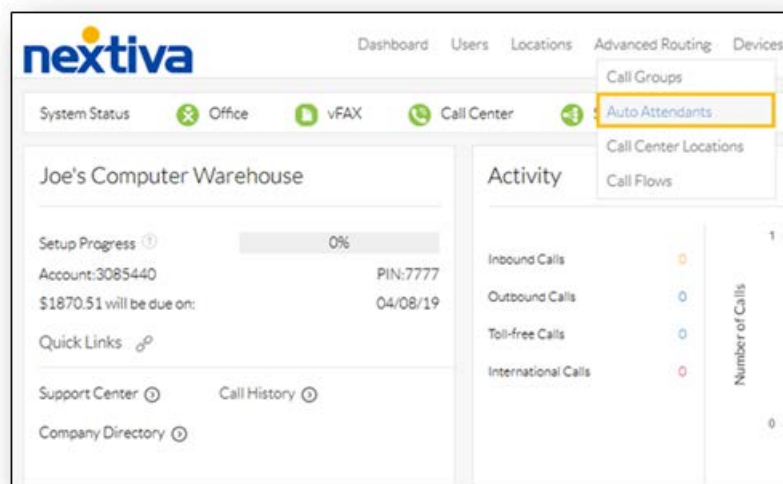 nextiva
Dashboard Users Locations Advanced Routing Devices
Call Groups
Auto Attendants
Call Center Locations
Call Flows
System Status Office vFAX Call Center
Joe's Computer Warehouse
Setup Progress ? 0%
Account:3085440 PIN:7777
$1870.51 will be due on: 04/08/19
Quick Links
Support Center Call History
Company Directory
Activity
Inbound Calls 0
Outbound Calls 0
Toll-free Calls 0
International Calls 0
Number of Calls
1
0